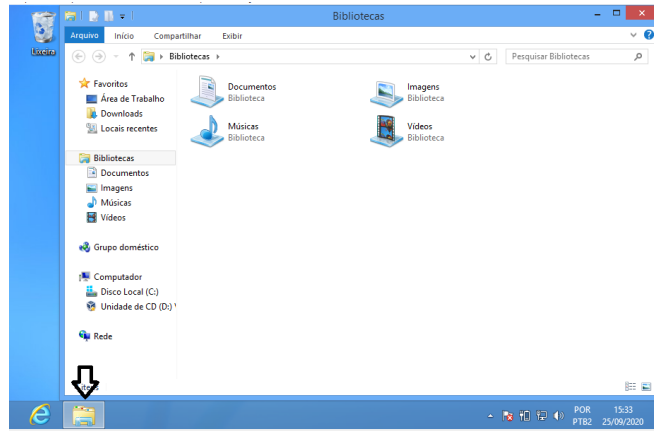 Bibliotecas
Lixeira
Arquivo Início Compartilhar Exibir
Bibliotecas
Pesquisar Bibliotecas
Favoritos
Área de Trabalho
Downloads
Locais recentes
Bibliotecas
Documentos
Imagens
Músicas
Vídeos
Grupo doméstico
Computador
Disco Local (C:)
Unidade de CD (D:)
Rede
Documentos
Biblioteca
Imagens
Biblioteca
Músicas
Biblioteca
Vídeos
Biblioteca
POR 15:33
PTB2 25/09/2020